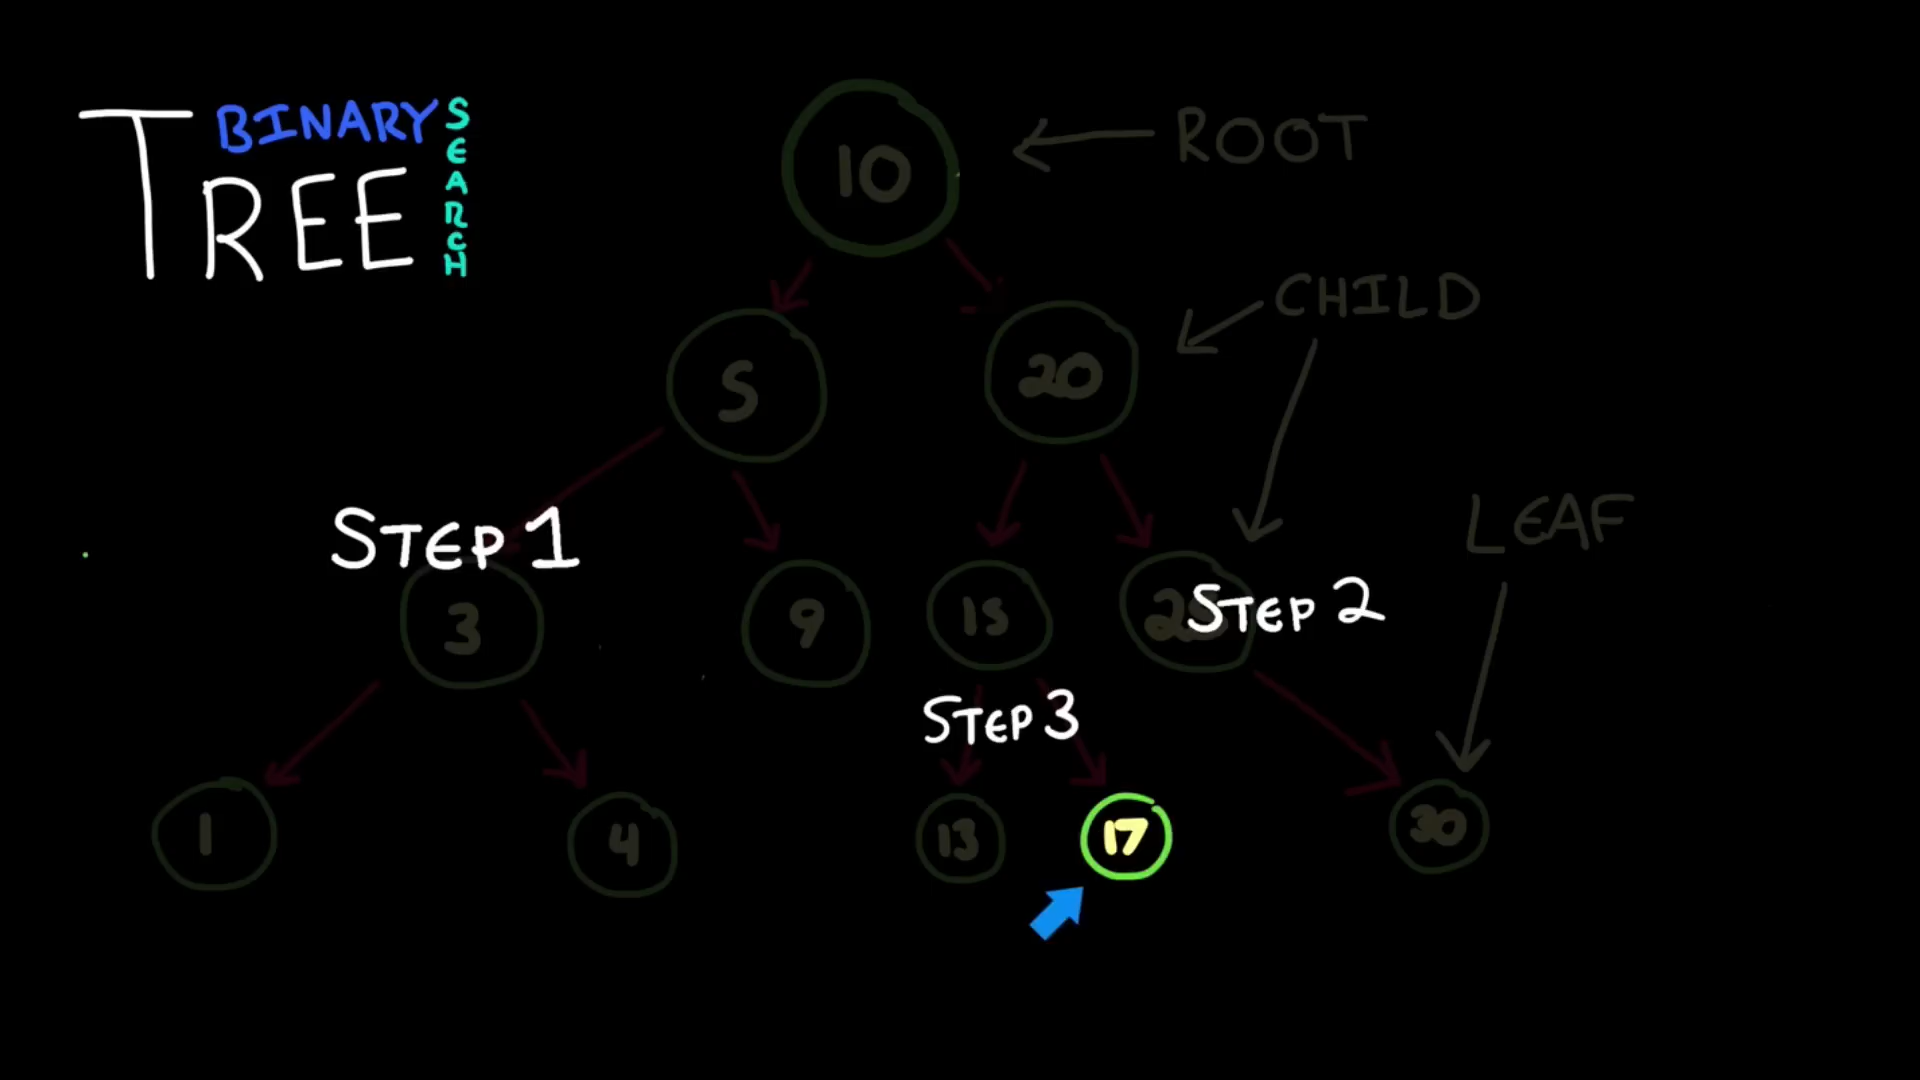 BINARY
TREE
SEARCH
10
ROOT
5
20
CHILD
STEP 1
LEAF
3
9
15
25
STEP 2
STEP 3
1
4
13
17
30